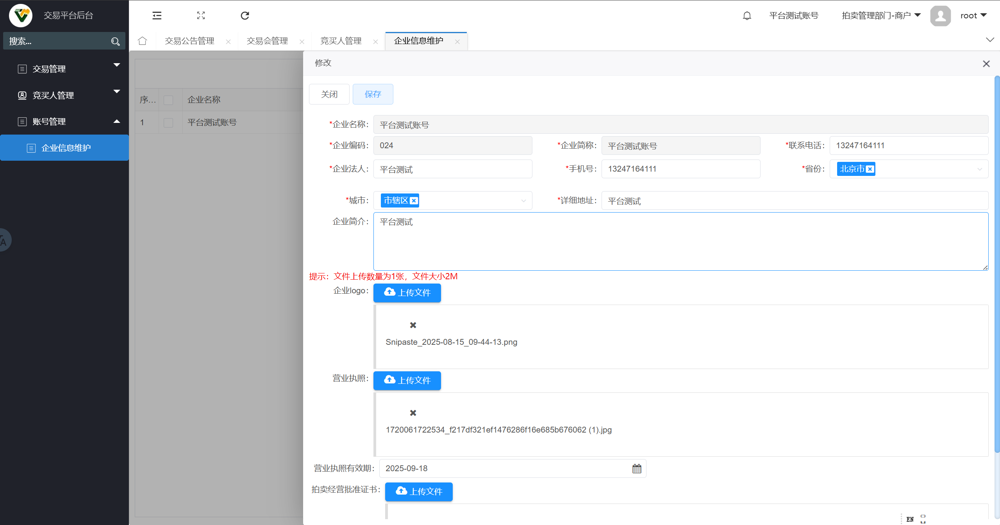 交易平台后台
平台测试账号
拍卖管理部门-商户
root
搜索...
交易公告管理
交易会管理
竞买人管理
企业信息维护
交易管理
竞买人管理
账号管理
企业信息维护
序...
企业名称
1
平台测试账号
修改
关闭
保存
*企业名称：
平台测试账号
*企业编码：
024
*企业简称：
平台测试账号
*联系电话：
13247164111
*企业法人：
平台测试
*手机号：
13247164111
*省份：
北京市
*城市：
市辖区
*详细地址：
平台测试
企业简介：
平台测试
提示：文件上传数量为1张，文件大小2M
企业logo：
上传文件
Snipaste_2025-08-15_09-44-13.png
营业执照：
上传文件
1720061722534_f217df321ef1476286f16e685b676062 (1).jpg
营业执照有效期：
2025-09-18
拍卖经营批准证书：
上传文件
EN